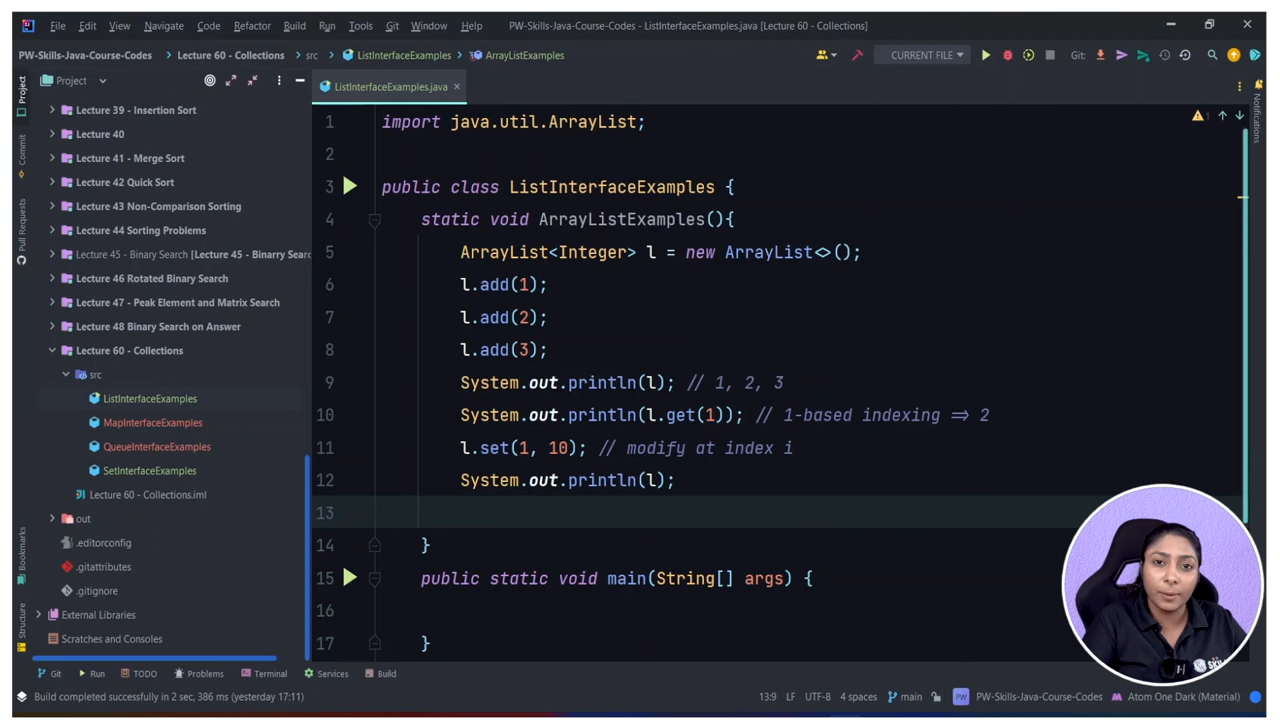 File Edit View Navigate Code Refactor Build Run Tools Git Window Help PW-Skills-Java-Course-Codes - ListInterfaceExamples.java [Lecture 60 - Collections]
PW-Skills-Java-Course-Codes Lecture 60 - Collections src ListInterfaceExamples ArrayListExamples CURRENT FILE Git:
Project
ListInterfaceExamples.java
Lecture 39 - Insertion Sort
Lecture 40
Lecture 41 - Merge Sort
Lecture 42 Quick Sort
Lecture 43 Non-Comparison Sorting
Lecture 44 Sorting Problems
Lecture 45 - Binary Search [Lecture 45 - Binarry Sear
Lecture 46 Rotated Binary Search
Lecture 47 - Peak Element and Matrix Search
Lecture 48 Binary Search on Answer
Lecture 60 - Collections
src
ListInterfaceExamples
MapInterfaceExamples
QueueInterfaceExamples
SetInterfaceExamples
Lecture 60 - Collections.iml
out
.editorconfig
.gitattributes
.gitignore
External Libraries
Scratches and Consoles
Project
Commit
Pull Requests
Bookmarks
Structure
1 import java.util.ArrayList;
2
3 public class ListInterfaceExamples {
4 static void ArrayListExamples(){
5 ArrayList<Integer> l = new ArrayList<>();
6 l.add(1);
7 l.add(2);
8 l.add(3);
9 System.out.println(l); // 1, 2, 3
10 System.out.println(l.get(1)); // 1-based indexing => 2
11 l.set(1, 10); // modify at index i
12 System.out.println(l);
13
14 }
15 public static void main(String[] args) {
16
17 }
1
Notifications
Git Run TODO Problems Terminal Services Build
Build completed successfully in 2 sec, 386 ms (yesterday 17:11) 13:9 LF UTF-8 4 spaces main PW PW-Skills-Java-Course-Codes Atom One Dark (Material)